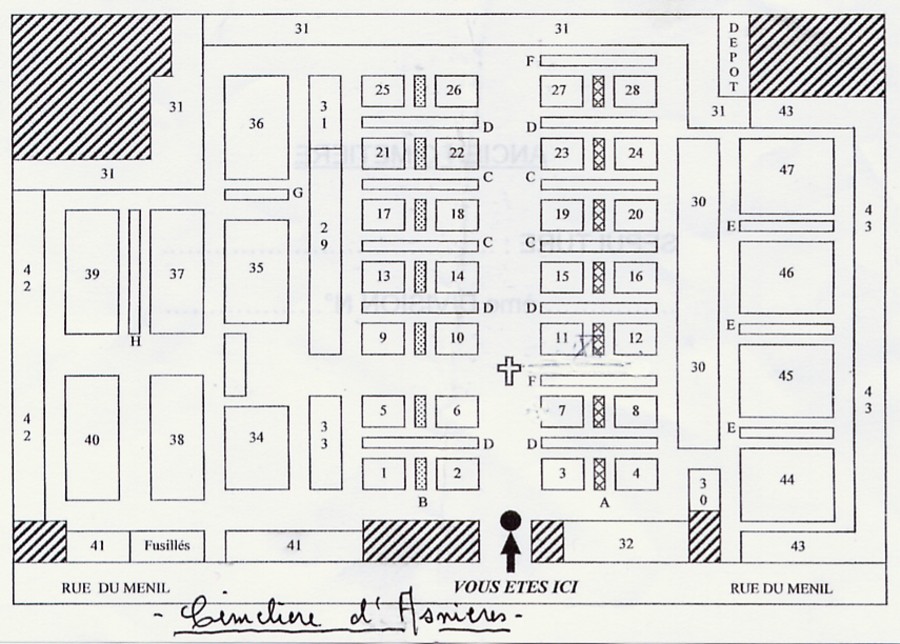 31 31
DEPOT
F
25 26 27 28
31 31 43
36 31 D D
21 22 23 24
47
31 C C
G 30
17 18 19 20
43
29 E
42 39 37 35 C C
13 14 15 16 46
D D
H 9 10 11 12 E
30
F 45
43
42 40 38 34 33 5 6 7 8
D D E
1 2 3 4 44
30
B A
41 Fusillés 41 32 43
RUE DU MENIL VOUS ETES ICI RUE DU MENIL
- Cimetière d'Asnières -